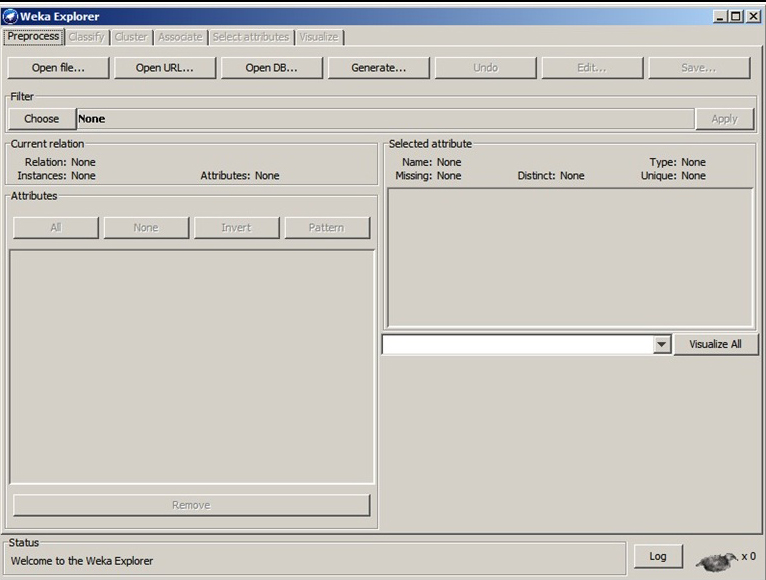 Weka Explorer
Preprocess Classify Cluster Associate Select attributes Visualize
Open file... Open URL... Open DB... Generate... Undo Edit... Save...
Filter
Choose None Apply
Current relation
Relation: None
Instances: None Attributes: None
Attributes
All None Invert Pattern
Remove
Selected attribute
Name: None Type: None
Missing: None Distinct: None Unique: None
Visualize All
Status
Welcome to the Weka Explorer
Log x 0